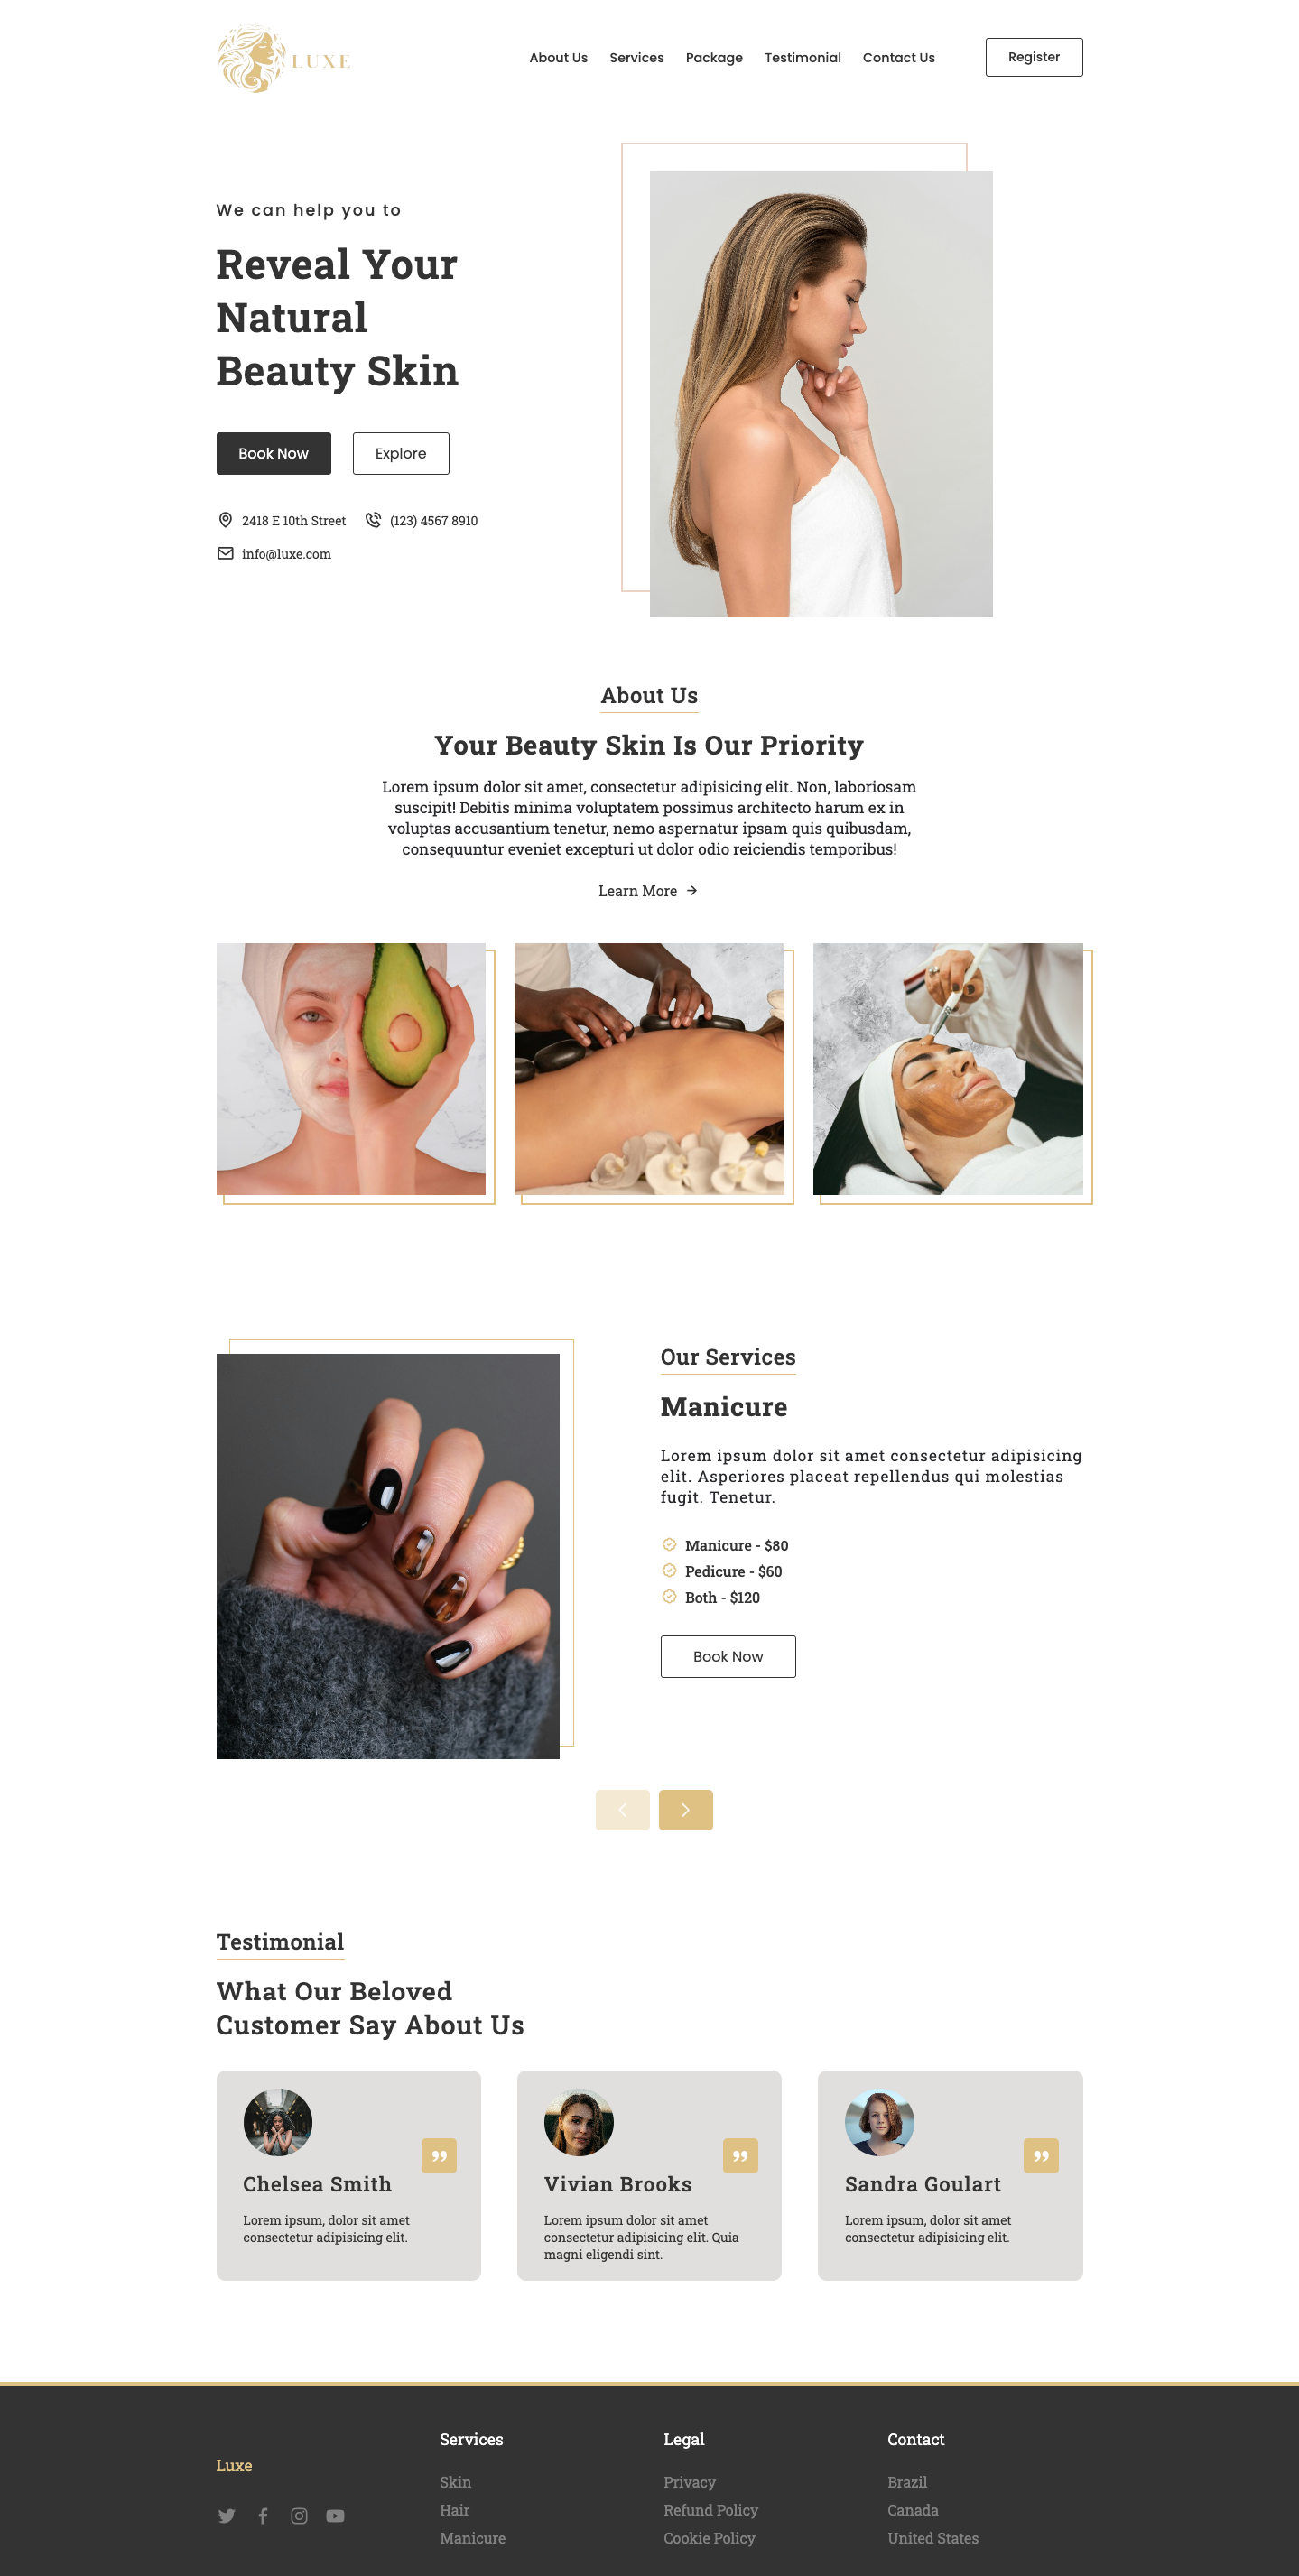 LUXE
About Us Services Package Testimonial Contact Us Register
We can help you to
Reveal Your
Natural
Beauty Skin
Book Now Explore
2418 E 10th Street (123) 4567 8910
info@luxe.com
About Us
Your Beauty Skin Is Our Priority
Lorem ipsum dolor sit amet, consectetur adipisicing elit. Non, laboriosam
suscipit! Debitis minima voluptatem possimus architecto harum ex in
voluptas accusantium tenetur, nemo aspernatur ipsam quis quibusdam,
consequuntur eveniet excepturi ut dolor odio reiciendis temporibus!
Learn More
Our Services
Manicure
Lorem ipsum dolor sit amet consectetur adipisicing
elit. Asperiores placeat repellendus qui molestias
fugit. Tenetur.
Manicure - $80
Pedicure - $60
Both - $120
Book Now
Testimonial
What Our Beloved
Customer Say About Us
Chelsea Smith
Lorem ipsum, dolor sit amet
consectetur adipisicing elit.
Vivian Brooks
Lorem ipsum dolor sit amet
consectetur adipisicing elit. Quia
magni eligendi sint.
Sandra Goulart
Lorem ipsum, dolor sit amet
consectetur adipisicing elit.
Luxe
Services
Skin
Hair
Manicure
Legal
Privacy
Refund Policy
Cookie Policy
Contact
Brazil
Canada
United States